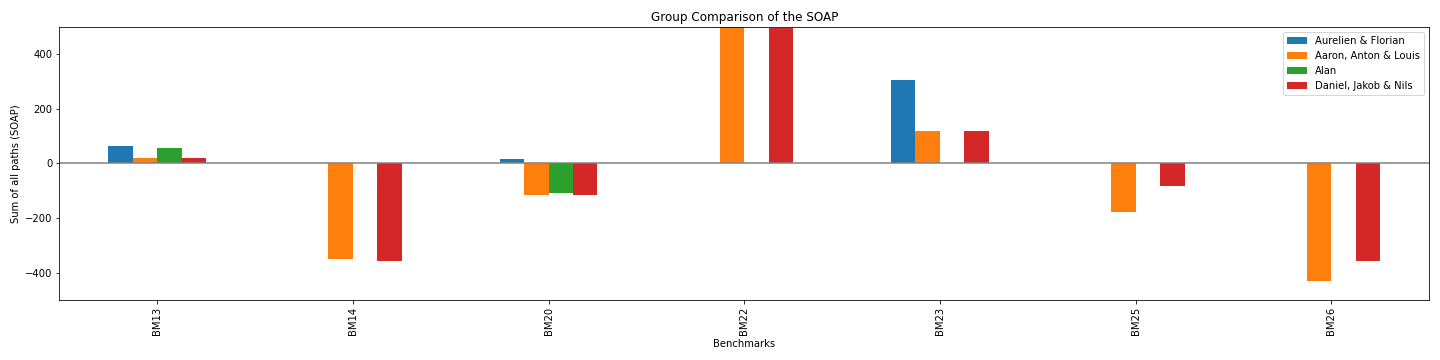 Group Comparison of the SOAP
Aurelien & Florian
Aaron, Anton & Louis
Alan
Daniel, Jakob & Nils
Sum of all paths (SOAP)
400
200
0
−200
−400
BM13
BM14
BM20
BM22
BM23
BM25
BM26
Benchmarks